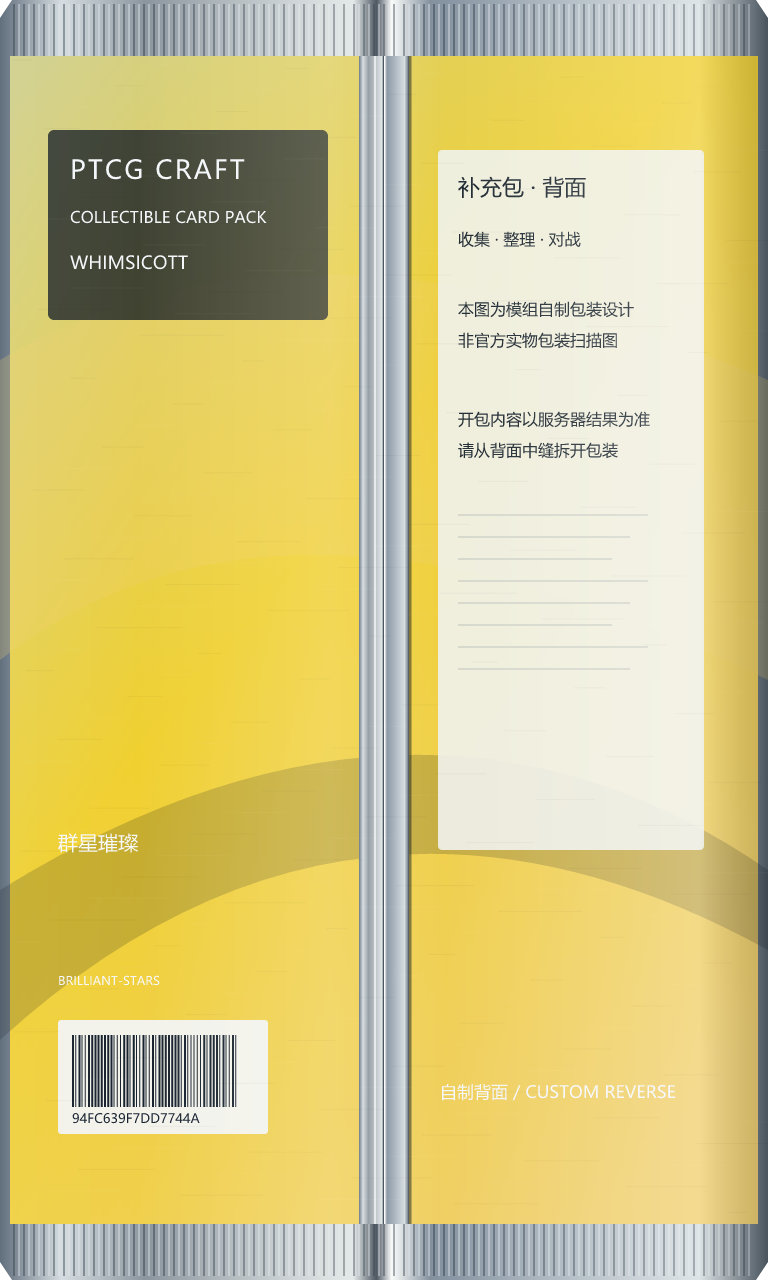 PTCG CRAFT
COLLECTIBLE CARD PACK
WHIMSICOTT
群星璀璨
BRILLIANT-STARS
94FC639F7DD7744A
补充包 · 背面
收集 · 整理 · 对战
本图为模组自制包装设计
非官方实物包装扫描图
开包内容以服务器结果为准
请从背面中缝拆开包装
自制背面 / CUSTOM REVERSE